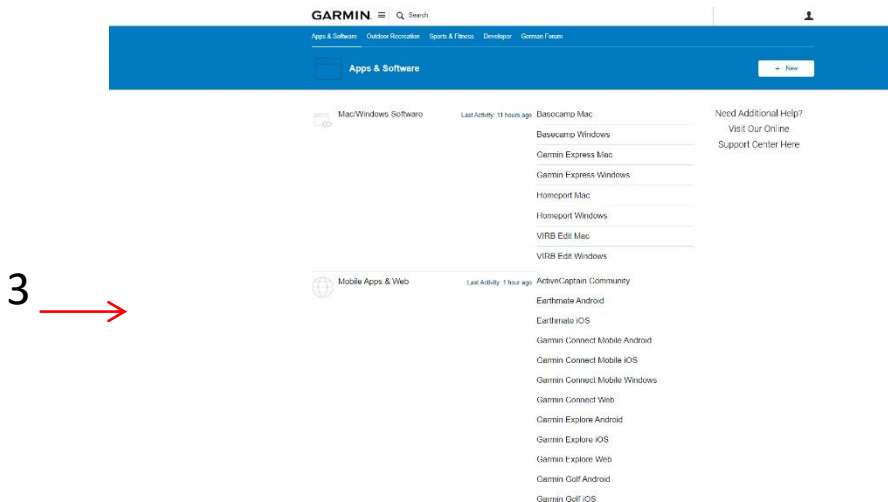 GARMIN Search
Apps & Software Outdoor Recreation Sports & Fitness Developer German Forum
Apps & Software
+ New
Mac/Windows Software Last Activity: 11 hours ago Basecamp Mac
Need Additional Help?
Visit Our Online
Support Center Here
Basecamp Windows
Garmin Express Mac
Garmin Express Windows
Homeport Mac
Homeport Windows
VIRB Edit Mac
VIRB Edit Windows
3
Mobile Apps & Web Last Activity: 1 hour ago ActiveCaptain Community
Earthmate Android
Earthmate iOS
Garmin Connect Mobile Android
Garmin Connect Mobile iOS
Garmin Connect Mobile Windows
Garmin Connect Web
Garmin Explore Android
Garmin Explore iOS
Garmin Explore Web
Garmin Golf Android
Garmin Golf iOS